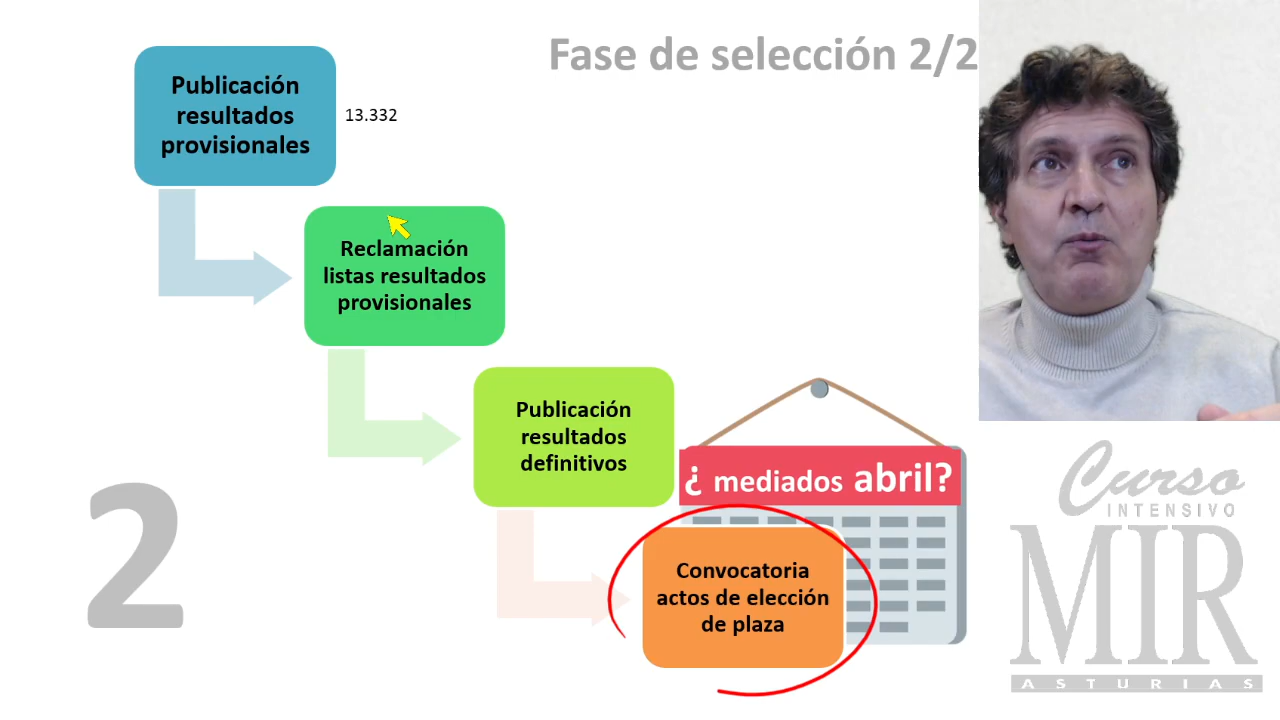 Fase de selección 2/2
Publicación
resultados
provisionales
13.332
Reclamación
listas resultados
provisionales
Publicación
resultados
definitivos
¿ mediados abril?
Convocatoria
actos de elección
de plaza
2
Curso
INTENSIVO
MIR
ASTURIAS